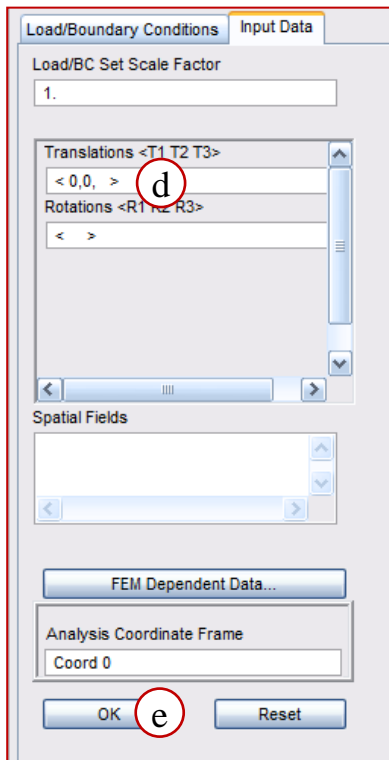 Load/Boundary Conditions Input Data
Load/BC Set Scale Factor
1.
Translations <T1 T2 T3>
< 0,0,   > d
Rotations <R1 R2 R3>
<    >
Spatial Fields
FEM Dependent Data...
Analysis Coordinate Frame
Coord 0
OK e Reset